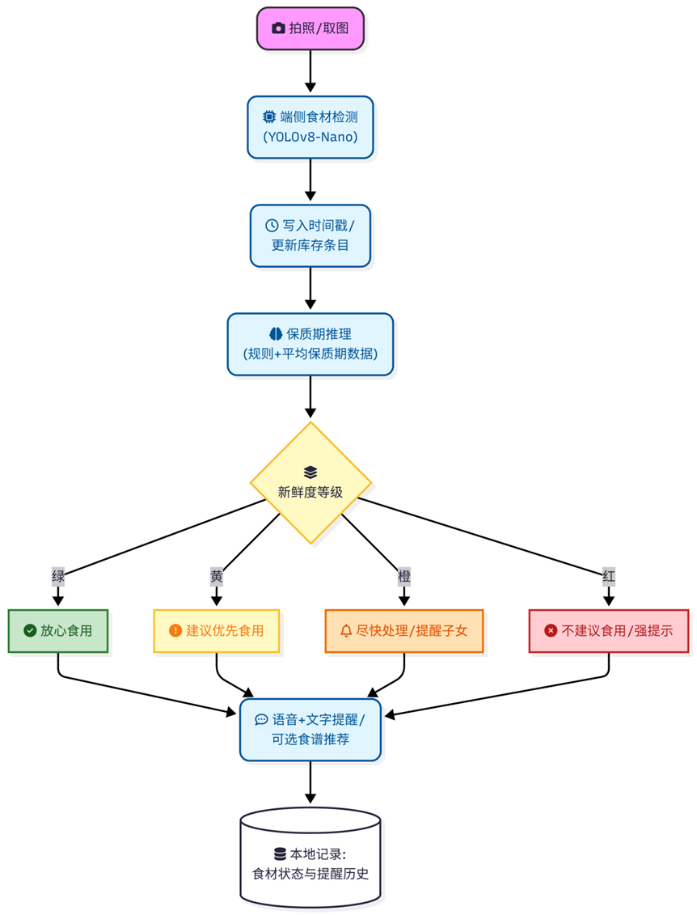 拍照/取图
端侧食材检测
(YOLOv8-Nano)
写入时间戳/
更新库存条目
保质期推理
(规则+平均保质期数据)
新鲜度等级
绿
黄
橙
红
放心食用
建议优先食用
尽快处理/提醒子女
不建议食用/强提示
语音+文字提醒/
可选食谱推荐
本地记录:
食材状态与提醒历史